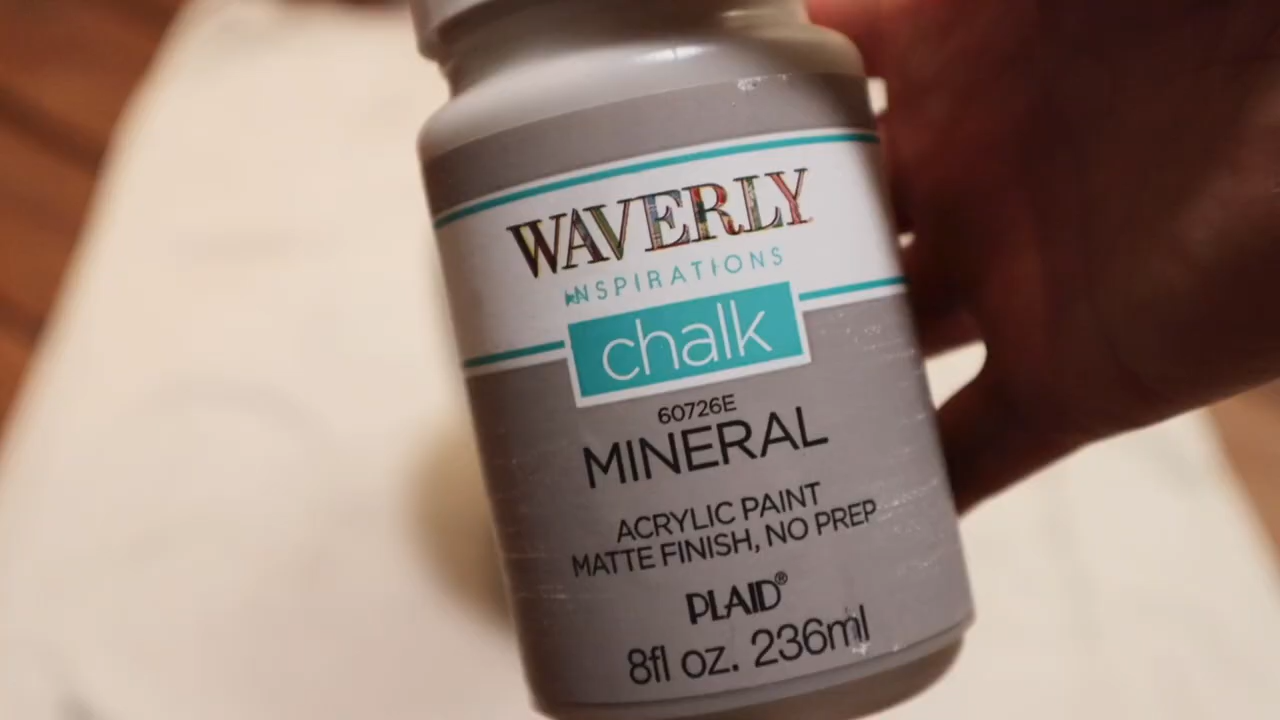 WAVERLY
INSPIRATIONS
chalk
60726E
MINERAL
ACRYLIC PAINT
MATTE FINISH, NO PREP
PLAID®
8fl oz. 236ml